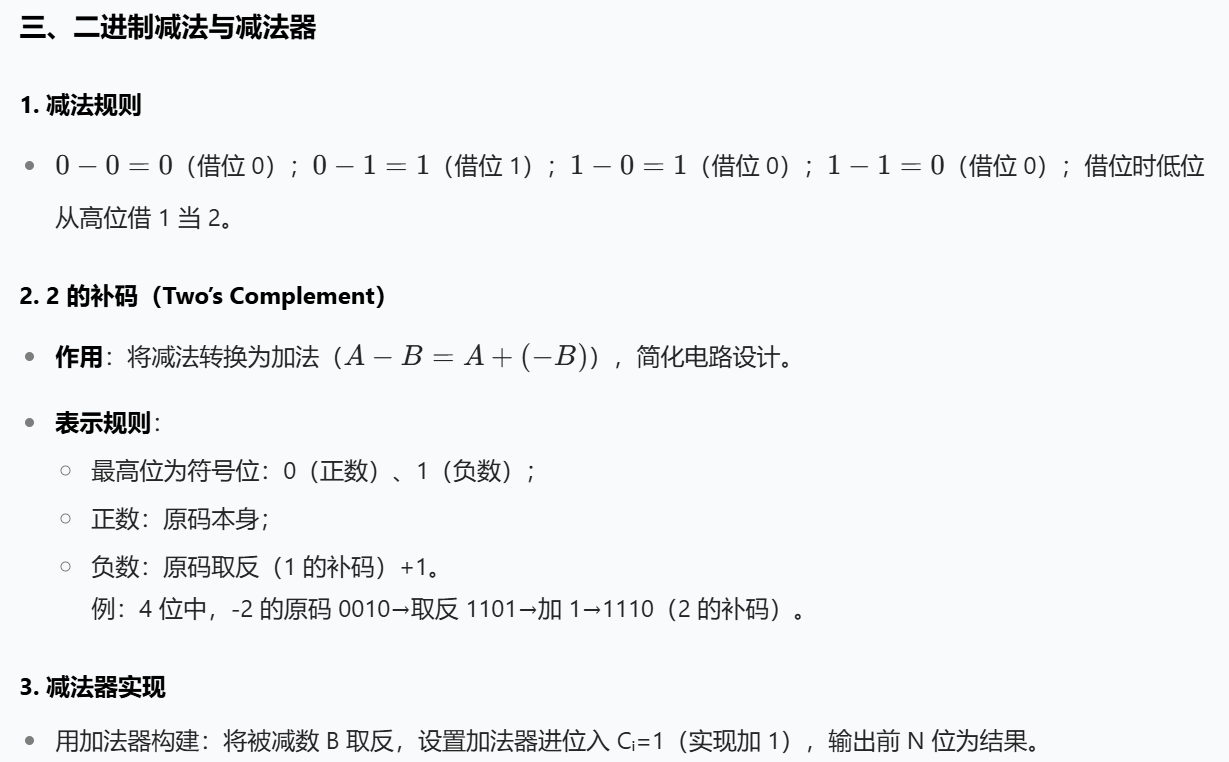 三、二进制减法与减法器
1. 减法规则
• 0 − 0 = 0（借位 0）；0 − 1 = 1（借位 1）；1 − 0 = 1（借位 0）；1 − 1 = 0（借位 0）；借位时低位
从高位借 1 当 2。
2. 2 的补码（Two’s Complement）
• 作用：将减法转换为加法（A − B = A + (−B)），简化电路设计。
• 表示规则：
○ 最高位为符号位：0（正数）、1（负数）；
○ 正数：原码本身；
○ 负数：原码取反（1 的补码）+1。
例：4 位中，-2 的原码 0010→取反 1101→加 1→1110（2 的补码）。
3. 减法器实现
• 用加法器构建：将被减数 B 取反，设置加法器进位入 Cᵢ=1（实现加 1），输出前 N 位为结果。